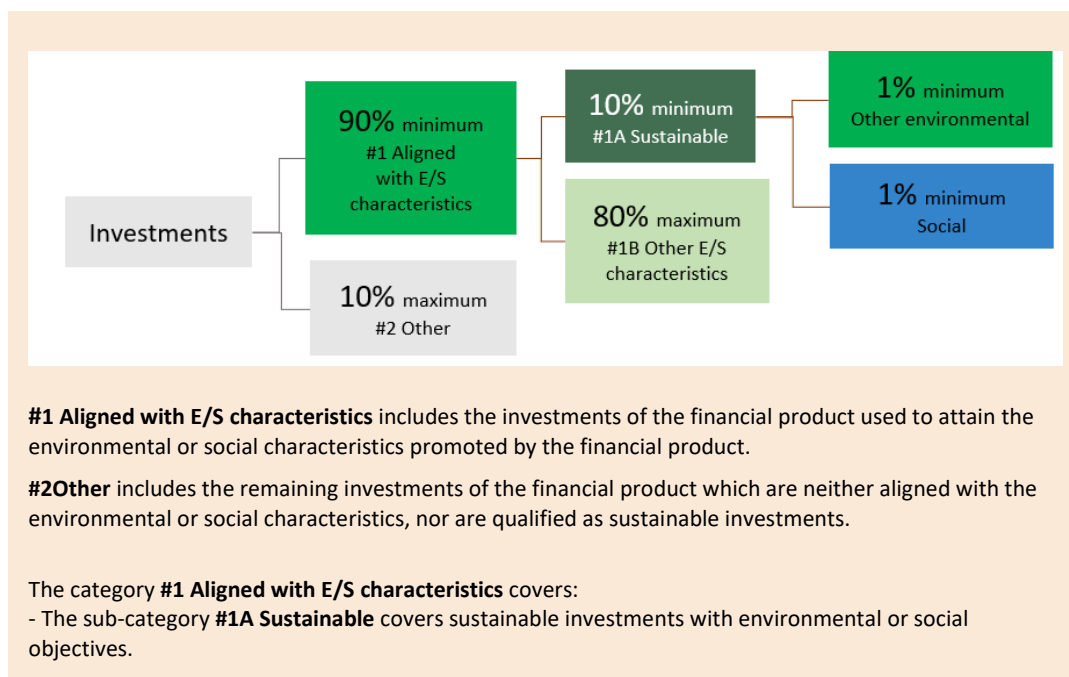 Investments
90% minimum
#1 Aligned
with E/S
characteristics
10% maximum
#2 Other
10% minimum
#1A Sustainable
80% maximum
#1B Other E/S
characteristics
1% minimum
Other environmental
1% minimum
Social
#1 Aligned with E/S characteristics includes the investments of the financial product used to attain the
environmental or social characteristics promoted by the financial product.
#2Other includes the remaining investments of the financial product which are neither aligned with the
environmental or social characteristics, nor are qualified as sustainable investments.
The category #1 Aligned with E/S characteristics covers:
- The sub-category #1A Sustainable covers sustainable investments with environmental or social
objectives.